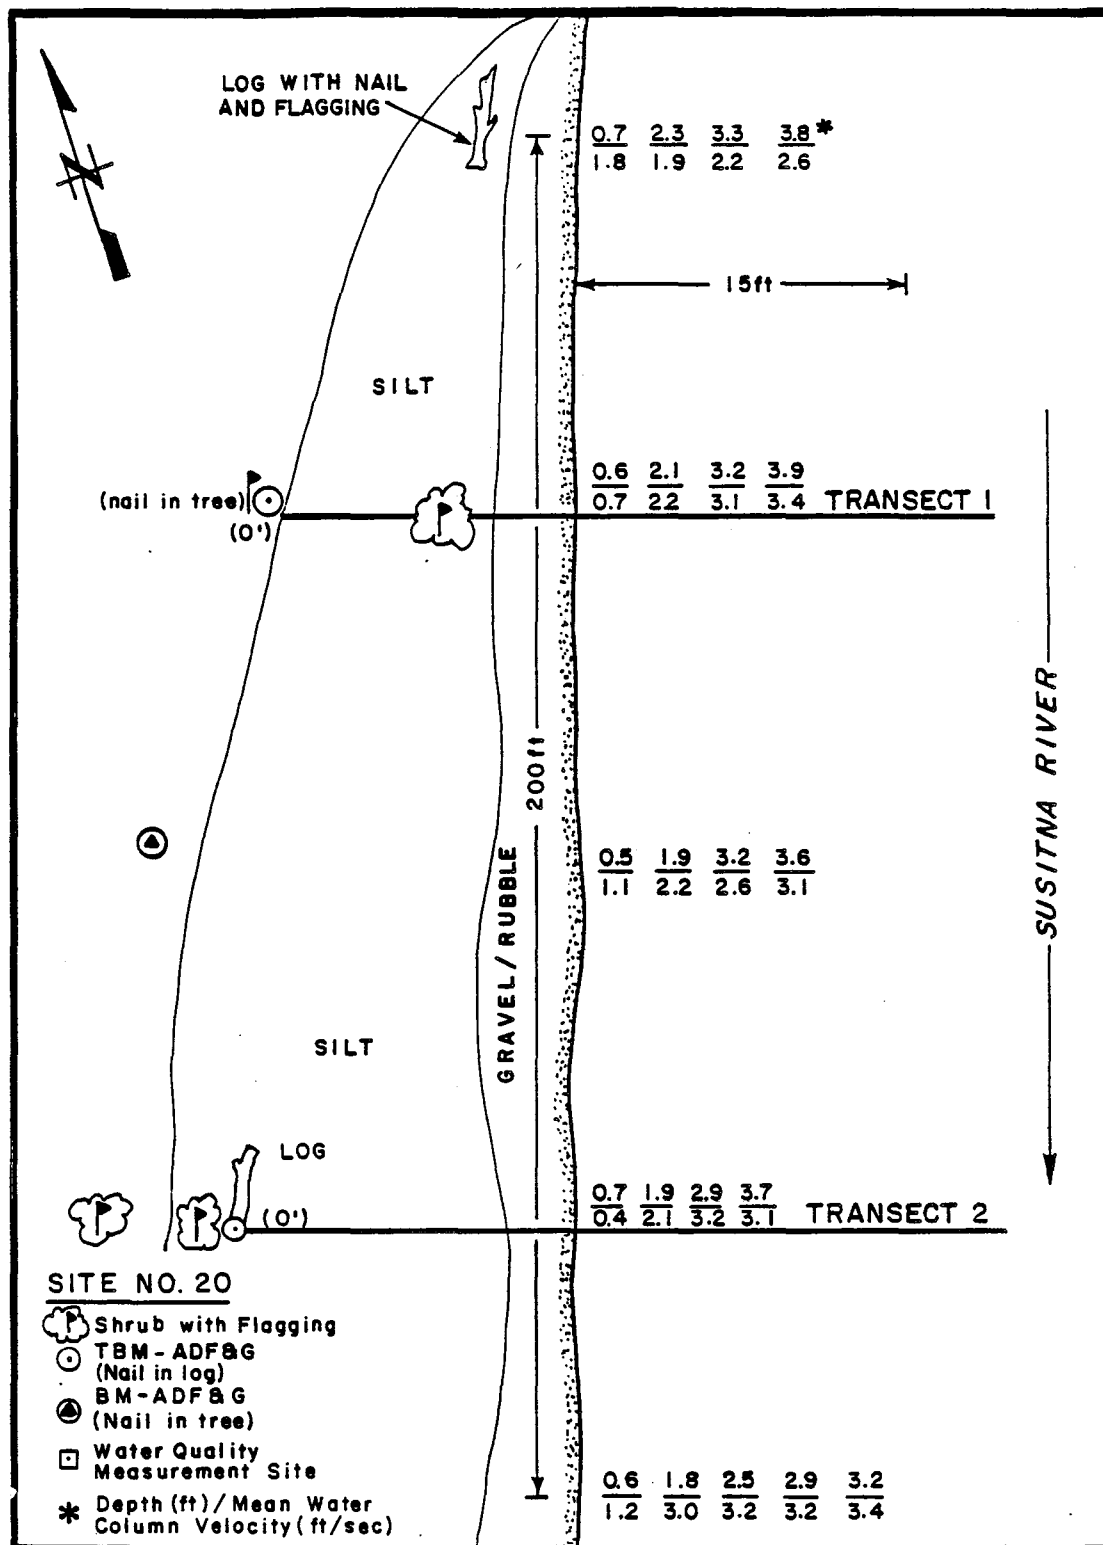 LOG WITH NAIL
AND FLAGGING
0.7 2.3 3.3 3.8*
1.8 1.9 2.2 2.6
N
15ft
SILT
0.6 2.1 3.2 3.9
0.7 2.2 3.1 3.4 TRANSECT 1
(nail in tree)
(0')
SUSITNA RIVER
200ft
GRAVEL/RUBBLE
0.5 1.9 3.2 3.6
1.1 2.2 2.6 3.1
SILT
LOG
0.7 1.9 2.9 3.7
0.4 2.1 3.2 3.1 TRANSECT 2
(0')
SITE NO. 20
Shrub with Flagging
TBM-ADF&G
(Nail in log)
BM-ADF&G
(Nail in tree)
Water Quality
Measurement Site
* Depth (ft)/Mean Water
Column Velocity (ft/sec)
0.6 1.8 2.5 2.9 3.2
1.2 3.0 3.2 3.2 3.4